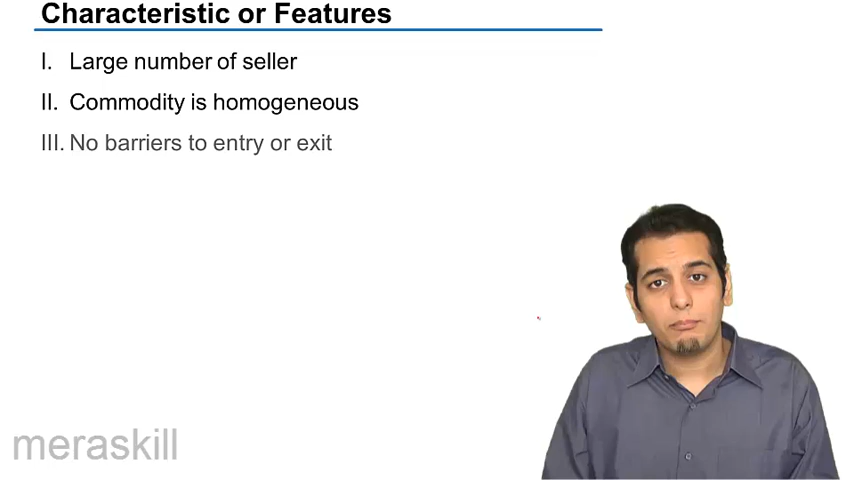 Characteristic or Features
I. Large number of seller
II. Commodity is homogeneous
III. No barriers to entry or exit
meraskill